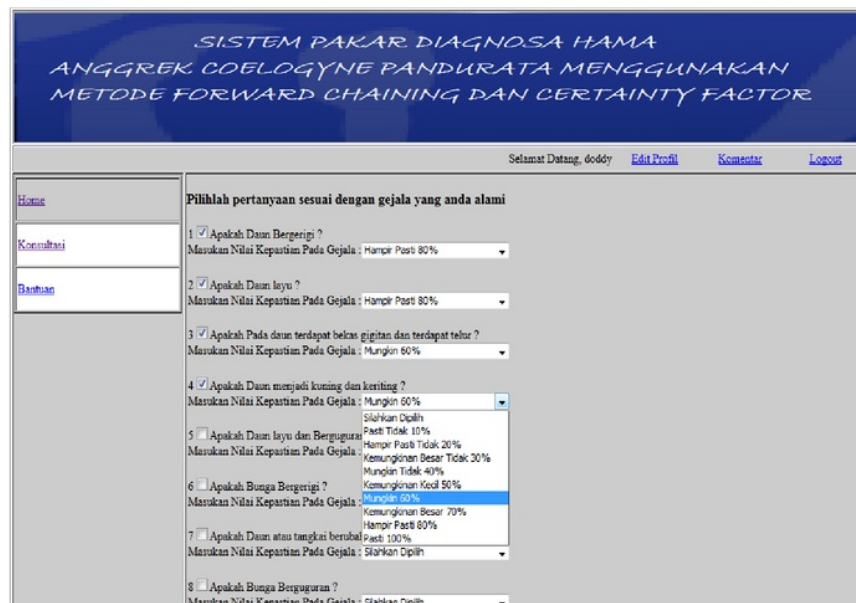 SISTEM PAKAR DIAGNOSA HAMA
ANGGREK COELOGYNE PANDURATA MENGGUNAKAN
METODE FORWARD CHAINING DAN CERTAINTY FACTOR
Selamat Datang, doddy Edit Profil Komentar Logout
Home
Konsultasi
Bantuan
Pilihlah pertanyaan sesuai dengan gejala yang anda alami
1 Apakah Daun Bergerigi ?
Masukan Nilai Kepastian Pada Gejala : Hampir Pasti 80%
2 Apakah Daun layu ?
Masukan Nilai Kepastian Pada Gejala : Hampir Pasti 80%
3 Apakah Pada daun terdapat bekas gigitan dan terdapat telur ?
Masukan Nilai Kepastian Pada Gejala : Mungkin 60%
4 Apakah Daun menjadi kuning dan keriting ?
Masukan Nilai Kepastian Pada Gejala : Mungkin 60%
Silahkan Dipilih
Pasti Tidak 10%
Hampir Pasti Tidak 20%
Kemungkinan Besar Tidak 30%
Mungkin Tidak 40%
Kemungkinan Kecil 50%
Mungkin 60%
Kemungkinan Besar 70%
Hampir Pasti 80%
Pasti 100%
5 Apakah Daun layu dan Berguguran
Masukan Nilai Kepastian Pada Gejala :
6 Apakah Bunga Bergerigi ?
Masukan Nilai Kepastian Pada Gejala :
7 Apakah Daun atau tangkai berubah
Masukan Nilai Kepastian Pada Gejala : Silahkan Dipilih
8 Apakah Bunga Berguguran ?
Masukan Nilai Kepastian Pada Gejala : Silahkan Dipilih